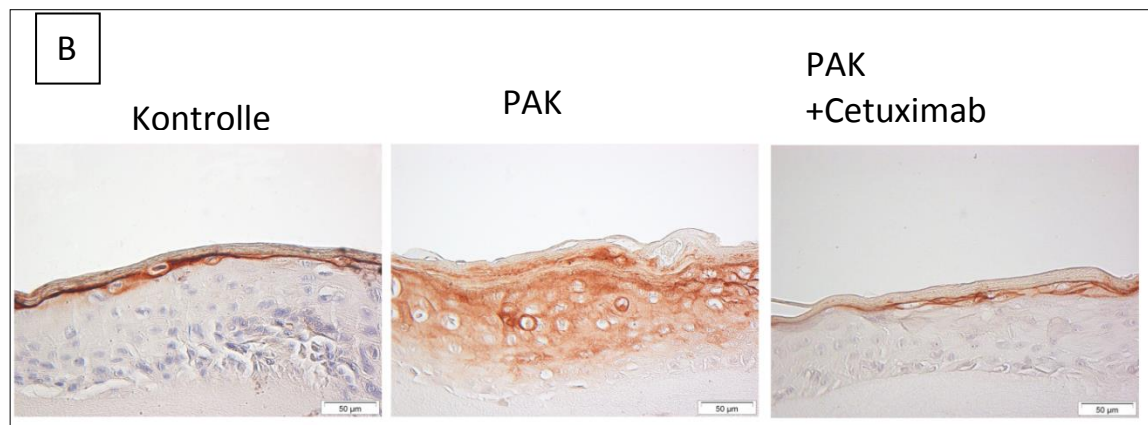 B
Kontrolle
PAK
PAK
+Cetuximab
50 µm
50 µm
50 µm